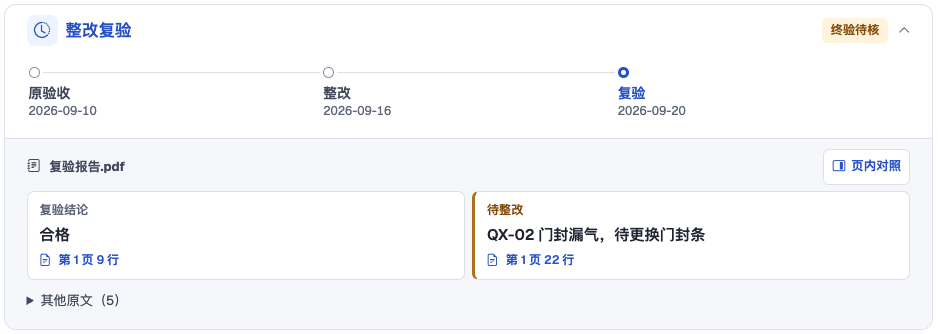 整改复验
终验待核
原验收
2026-09-10
整改
2026-09-16
复验
2026-09-20
复验报告.pdf
页内对照
复验结论
合格
第 1 页 9 行
待整改
QX-02 门封漏气，待更换门封条
第 1 页 22 行
其他原文（5）